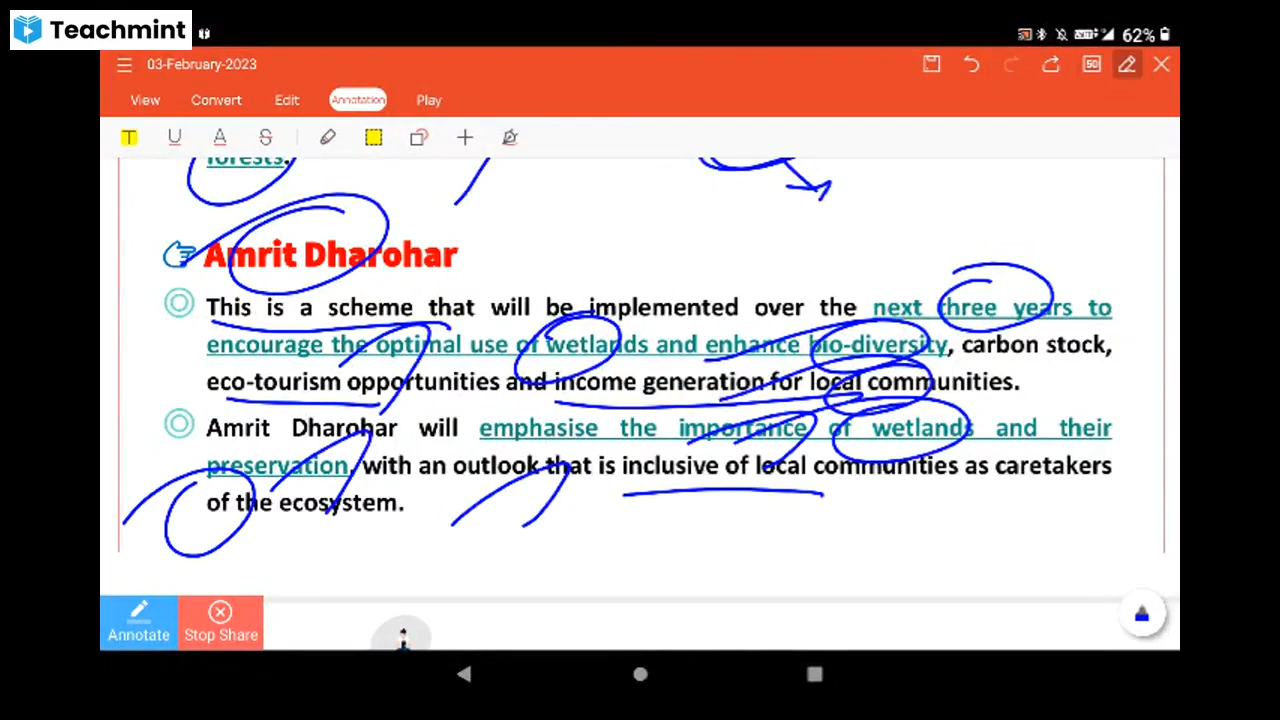 Teachmint
62%
03-February-2023
50
View Convert Edit Annotation Play
T U A S
forests.
Amrit Dharohar
This is a scheme that will be implemented over the next three years to
encourage the optimal use of wetlands and enhance bio-diversity, carbon stock,
eco-tourism opportunities and income generation for local communities.
Amrit Dharohar will emphasise the importance of wetlands and their
preservation, with an outlook that is inclusive of local communities as caretakers
of the ecosystem.
Annotate Stop Share